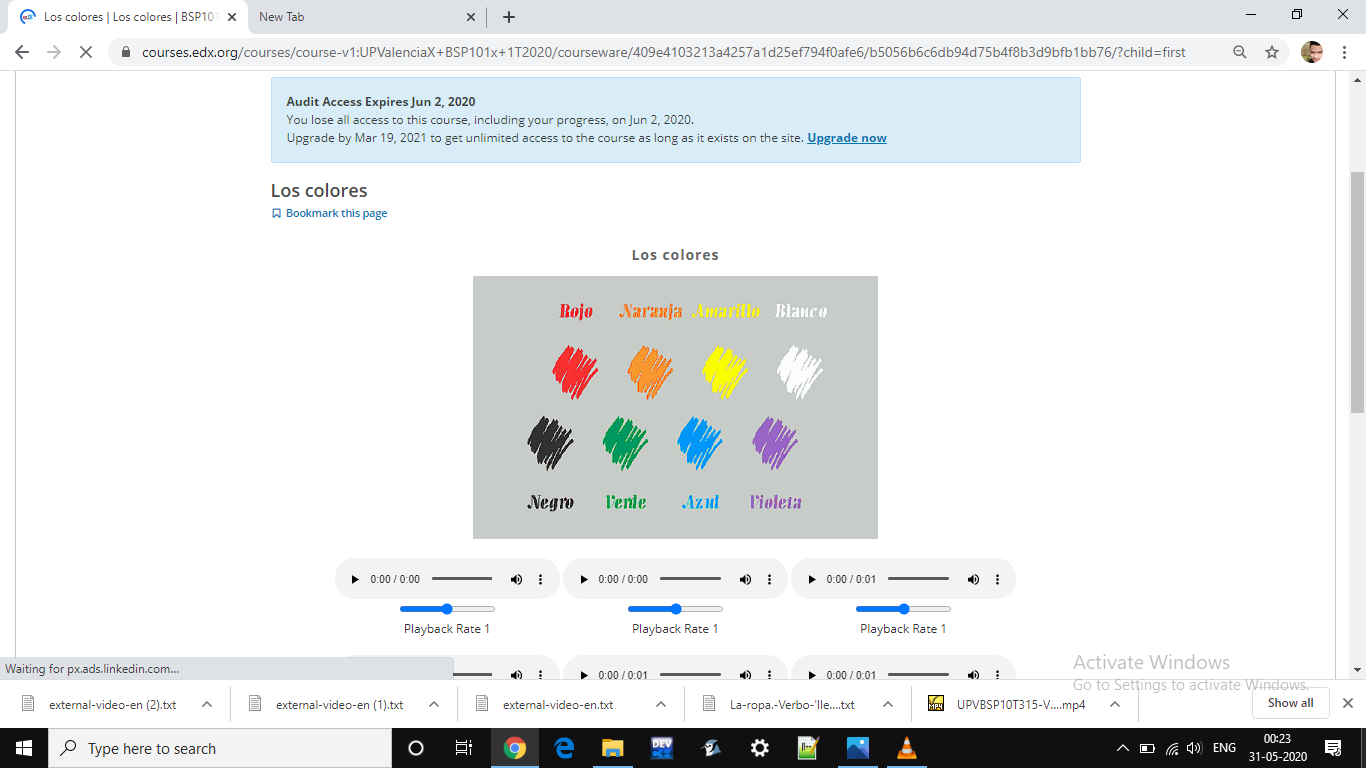 Los colores | Los colores | BSP101
New Tab
courses.edx.org/courses/course-v1:UPValenciaX+BSP101x+1T2020/courseware/409e4103213a4257a1d25ef794f0afe6/b5056b6c6db94d75b4f8b3d9bfb1bb76/?child=first
Audit Access Expires Jun 2, 2020
You lose all access to this course, including your progress, on Jun 2, 2020.
Upgrade by Mar 19, 2021 to get unlimited access to the course as long as it exists on the site. Upgrade now
Los colores
Bookmark this page
Los colores
Rojo Naranja Amarillo Blanco
Negro Verde Azul Violeta
0:00 / 0:00 0:00 / 0:00 0:00 / 0:01
Playback Rate 1 Playback Rate 1 Playback Rate 1
0:00 / 0:01 0:00 / 0:01
Waiting for px.ads.linkedin.com...
Activate Windows
Go to Settings to activate Windows.
external-video-en (2).txt external-video-en (1).txt external-video-en.txt La-ropa.-Verbo-'lle....txt UPVBSP10T315-V....mp4 Show all
Type here to search
DEV
ENG
00:23
31-05-2020